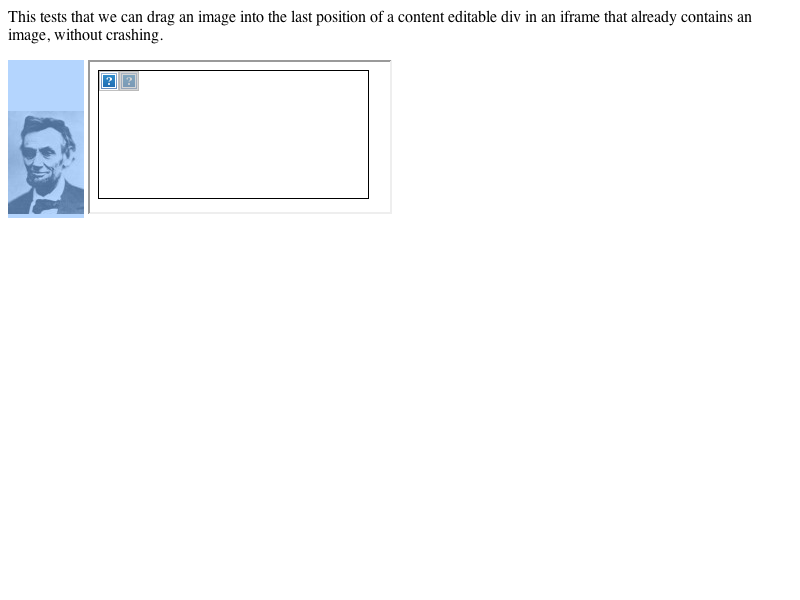 This tests that we can drag an image into the last position of a content editable div in an iframe that already contains an
image, without crashing.
? ?